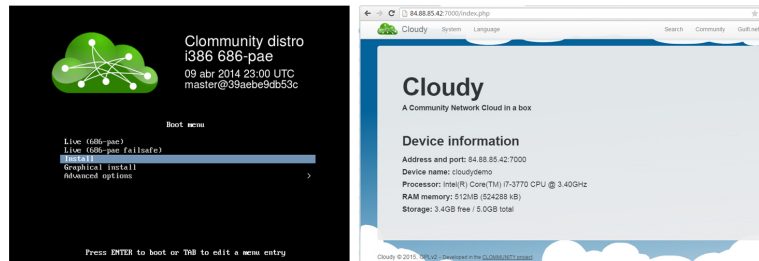 Clommunity distro
i386 686-pae
09 abr 2014 23:00 UTC
master@39aebe9db53c
Boot menu
Live (686-pae)
Live (686-pae failsafe)
Install
Graphical install
Advanced options >
Press ENTER to boot or TAB to edit a menu entry
84.88.85.42:7000/index.php
Cloudy System Language Search Community Guifi.net
Cloudy
A Community Network Cloud in a box
Device information
Address and port: 84.88.85.42:7000
Device name: cloudydemo
Processor: Intel(R) Core(TM) i7-3770 CPU @ 3.40GHz
RAM memory: 512MB (524288 kB)
Storage: 3.4GB free / 5.0GB total
Cloudy © 2015, GPLv2 - Developed in the CLOMMUNITY project